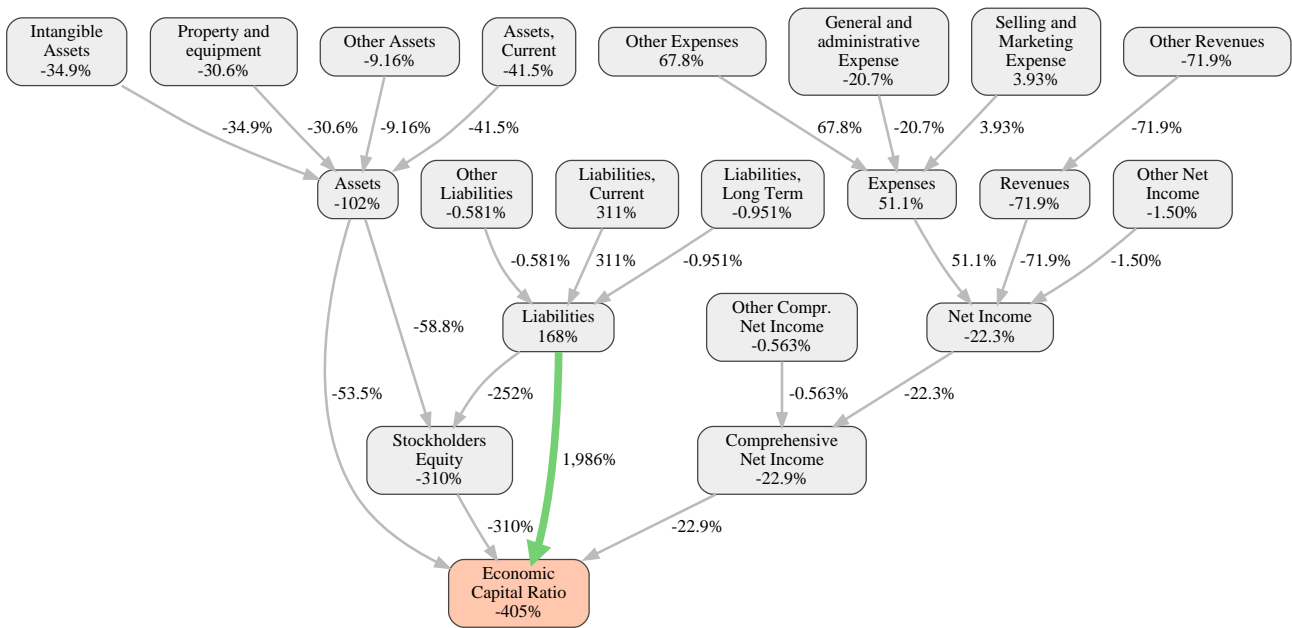 Intangible
Assets
-34.9%
Property and
equipment
-30.6%
Other Assets
-9.16%
Assets,
Current
-41.5%
Other Expenses
67.8%
General and
administrative
Expense
-20.7%
Selling and
Marketing
Expense
3.93%
Other Revenues
-71.9%
-34.9%
-30.6%
-9.16%
-41.5%
67.8%
-20.7%
3.93%
-71.9%
Assets
-102%
Other
Liabilities
-0.581%
Liabilities,
Current
311%
Liabilities,
Long Term
-0.951%
Expenses
51.1%
Revenues
-71.9%
Other Net
Income
-1.50%
-0.581%
311%
-0.951%
51.1%
-71.9%
-1.50%
-58.8%
Liabilities
168%
Other Compr.
Net Income
-0.563%
Net Income
-22.3%
-53.5%
-252%
-0.563%
-22.3%
Stockholders
Equity
-310%
1,986%
Comprehensive
Net Income
-22.9%
-310%
-22.9%
Economic
Capital Ratio
-405%